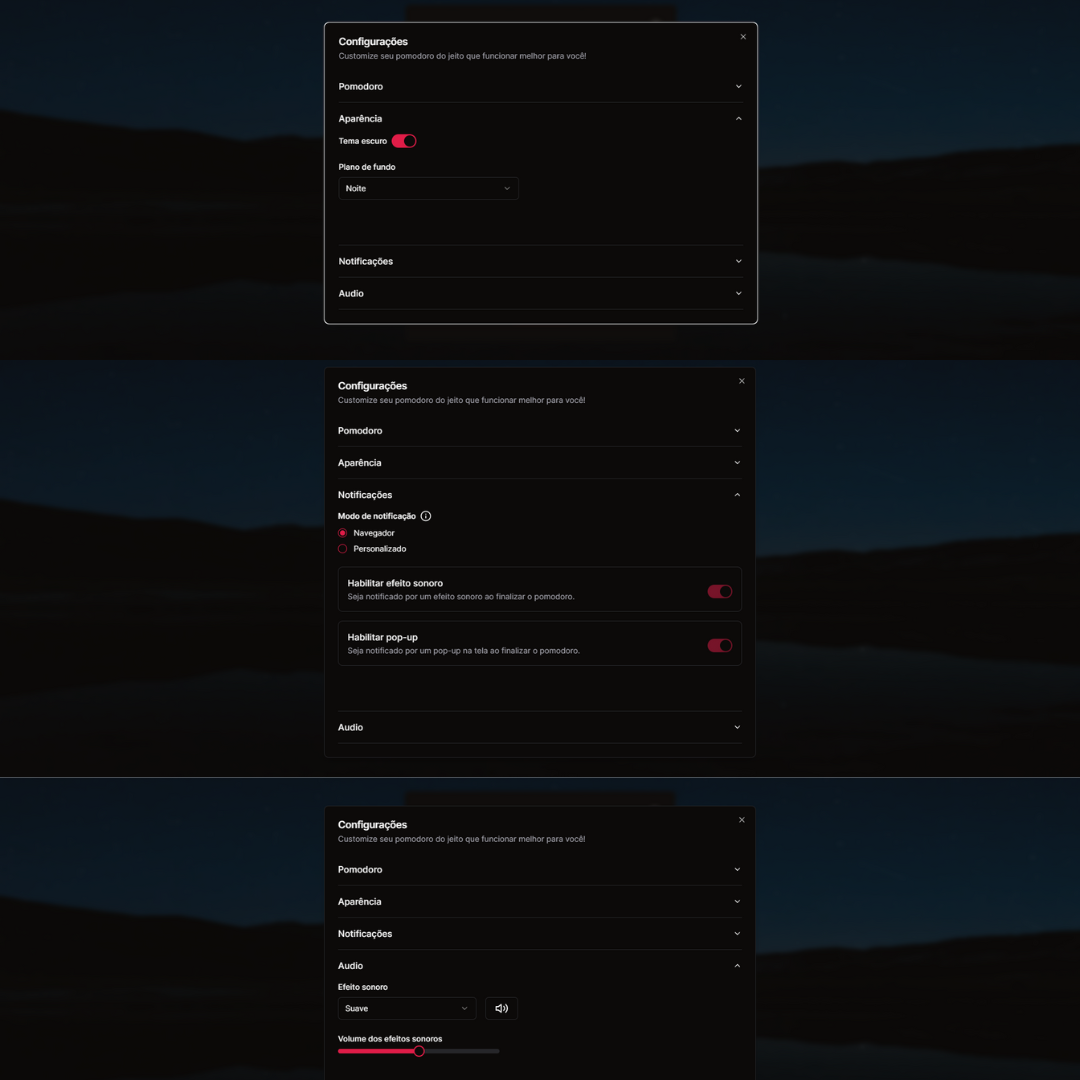 Configurações
Customize seu pomodoro do jeito que funcionar melhor para você!
Pomodoro
Aparência
Tema escuro
Plano de fundo
Noite
Notificações
Audio
Configurações
Customize seu pomodoro do jeito que funcionar melhor para você!
Pomodoro
Aparência
Notificações
Modo de notificação
Navegador
Personalizado
Habilitar efeito sonoro
Seja notificado por um efeito sonoro ao finalizar o pomodoro.
Habilitar pop-up
Seja notificado por um pop-up na tela ao finalizar o pomodoro.
Audio
Configurações
Customize seu pomodoro do jeito que funcionar melhor para você!
Pomodoro
Aparência
Notificações
Audio
Efeito sonoro
Suave
Volume dos efeitos sonoros